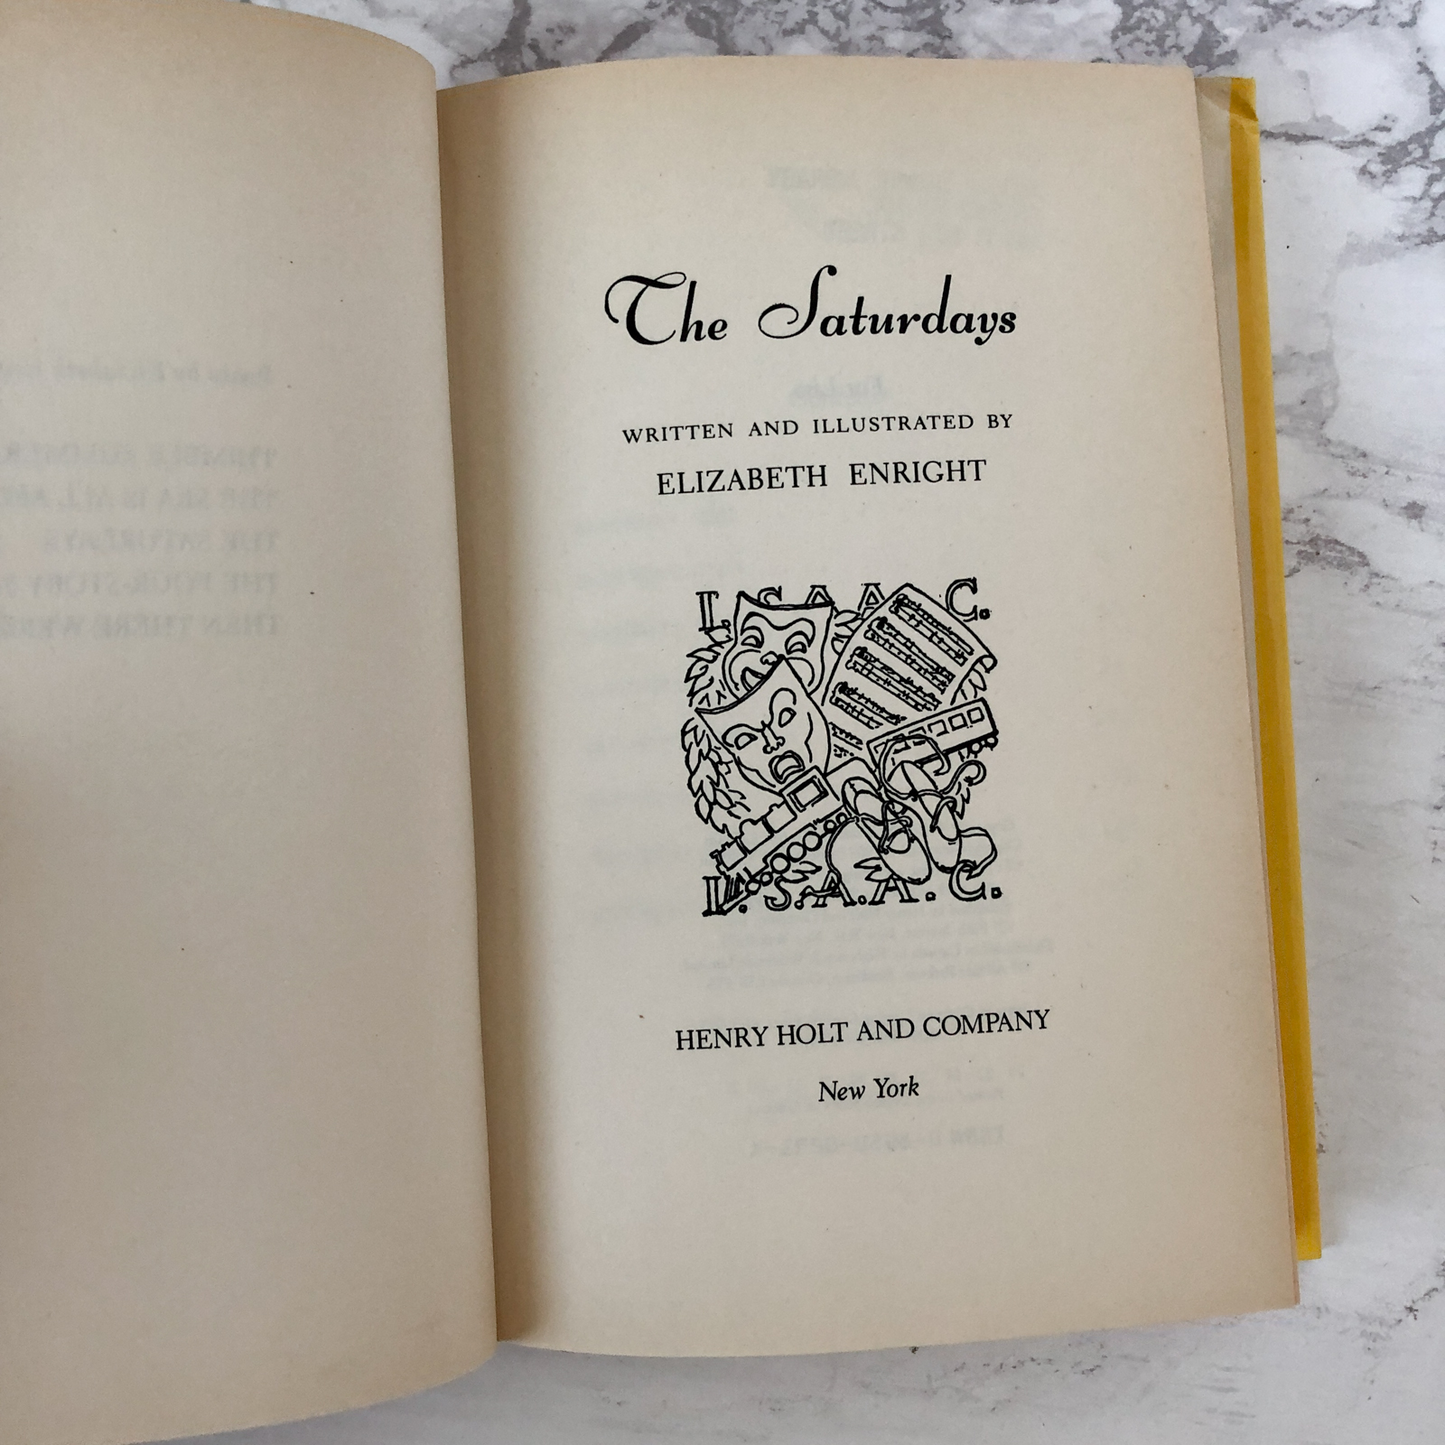 The Saturdays
WRITTEN AND ILLUSTRATED BY
ELIZABETH ENRIGHT
I. S. A. A. C.
I. S. A. A. C.
HENRY HOLT AND COMPANY
New York